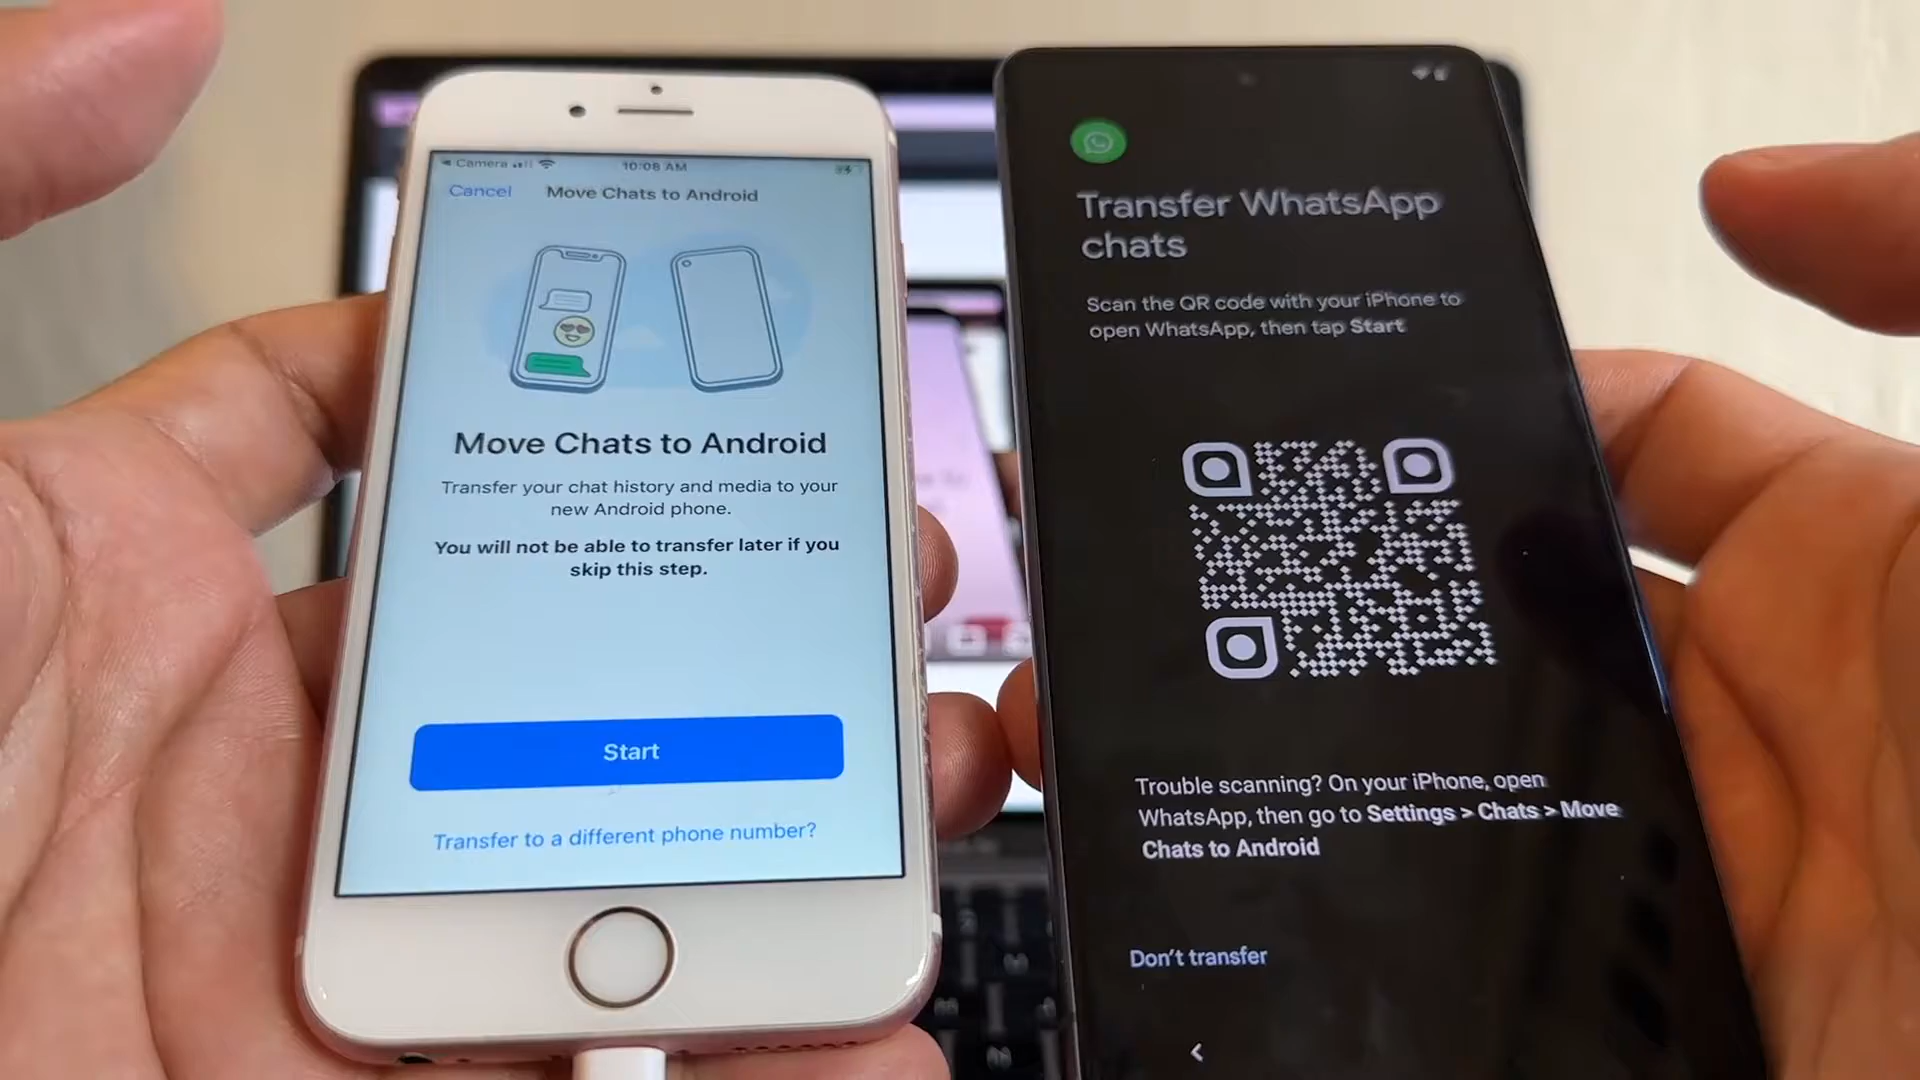 Camera
10:08 AM
Cancel
Move Chats to Android
Move Chats to Android
Transfer your chat history and media to your
new Android phone.
You will not be able to transfer later if you
skip this step.
Start
Transfer to a different phone number?
Transfer WhatsApp
chats
Scan the QR code with your iPhone to
open WhatsApp, then tap Start
Trouble scanning? On your iPhone, open
WhatsApp, then go to Settings > Chats > Move
Chats to Android
Don't transfer